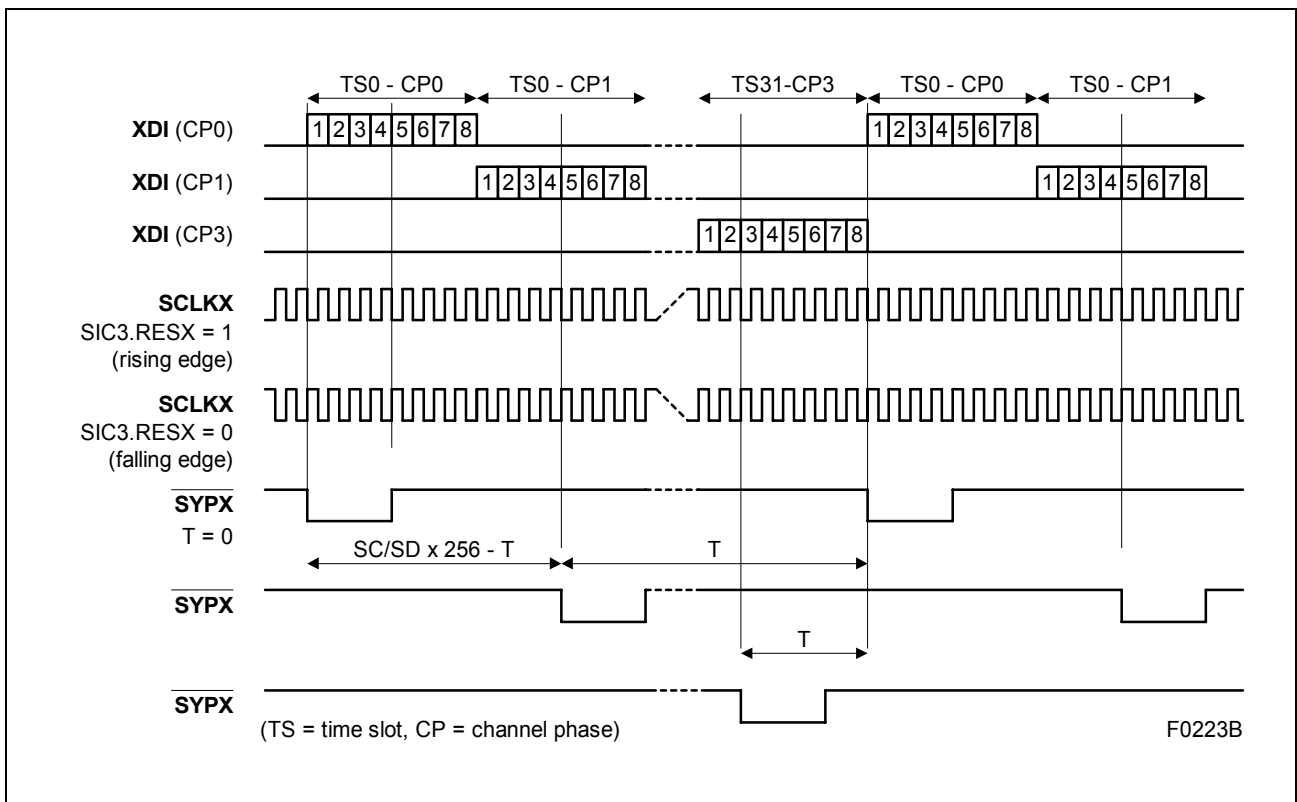 TS0 - CP0 TS0 - CP1 TS31-CP3 TS0 - CP0 TS0 - CP1
XDI (CP0) 1 2 3 4 5 6 7 8 1 2 3 4 5 6 7 8
XDI (CP1) 1 2 3 4 5 6 7 8 1 2 3 4 5 6 7 8
XDI (CP3) 1 2 3 4 5 6 7 8
SCLKX
SIC3.RESX = 1
(rising edge)
SCLKX
SIC3.RESX = 0
(falling edge)
SYPX
T = 0
SC/SD x 256 - T T
SYPX
T
SYPX
(TS = time slot, CP = channel phase) F0223B